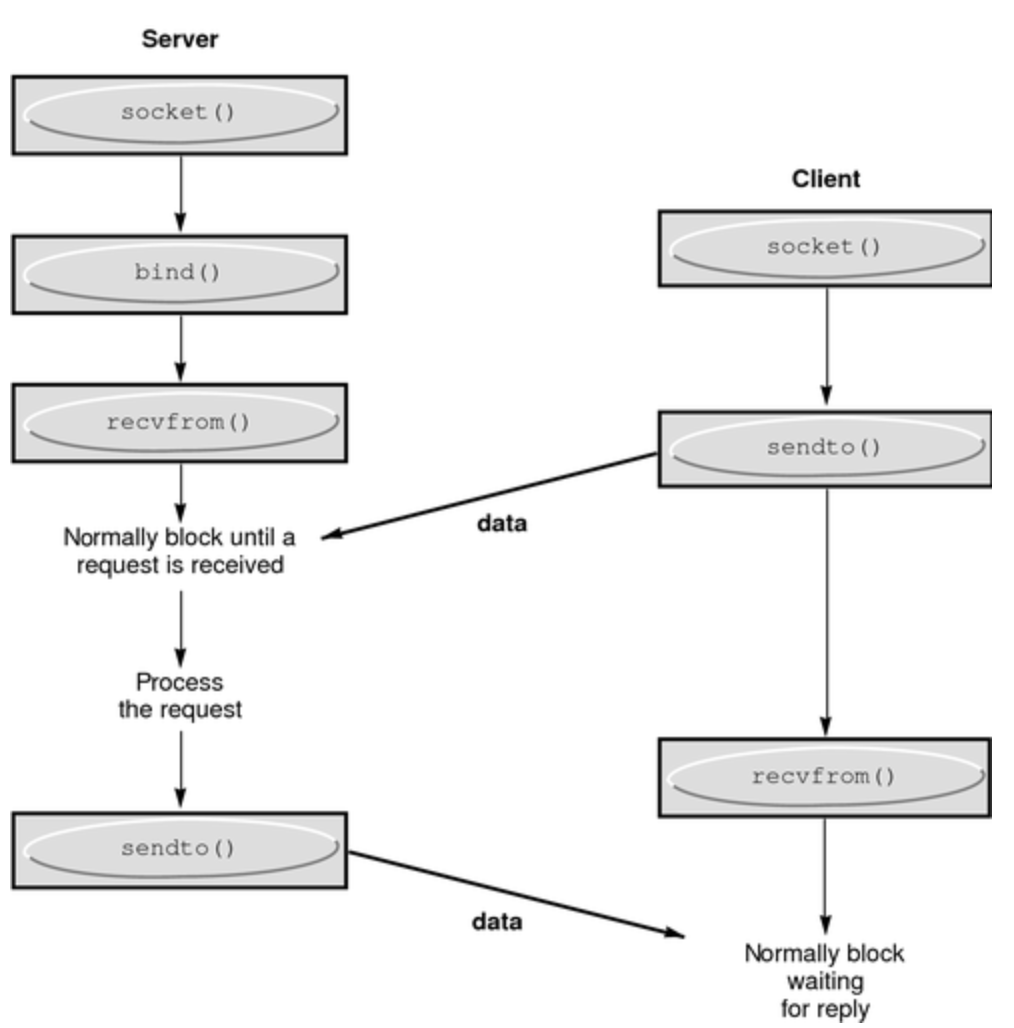 Server
socket()
bind()
recvfrom()
Normally block until a
request is received
Process
the request
sendto()
data
data
Client
socket()
sendto()
recvfrom()
Normally block
waiting
for reply